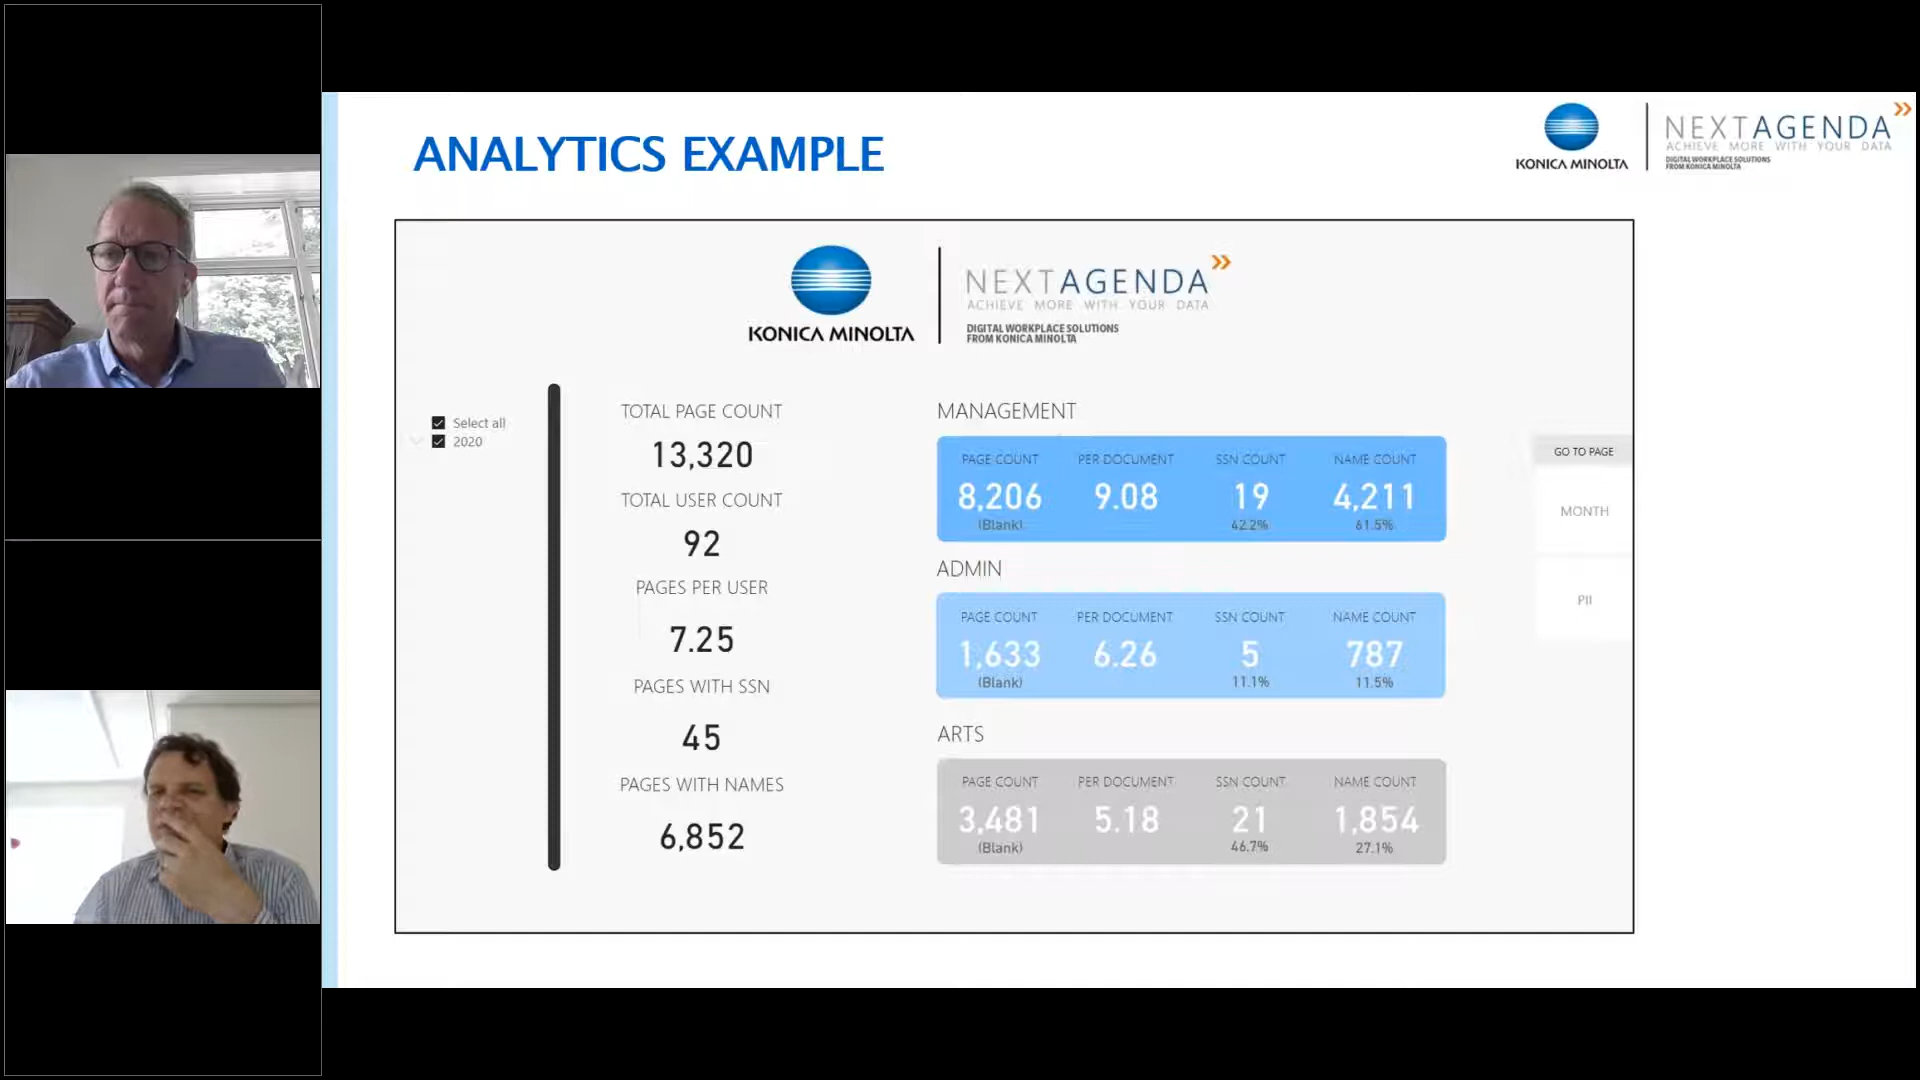 ANALYTICS EXAMPLE
KONICA MINOLTA
NEXTAGENDA
ACHIEVE MORE WITH YOUR DATA
DIGITAL WORKPLACE SOLUTIONS
FROM KONICA MINOLTA
KONICA MINOLTA
NEXTAGENDA
ACHIEVE MORE WITH YOUR DATA
DIGITAL WORKPLACE SOLUTIONS
FROM KONICA MINOLTA
Select all
2020
TOTAL PAGE COUNT
13,320
TOTAL USER COUNT
92
PAGES PER USER
7.25
PAGES WITH SSN
45
PAGES WITH NAMES
6,852
MANAGEMENT
PAGE COUNT PER DOCUMENT SSN COUNT NAME COUNT
8,206 9.08 19 4,211
(Blank) 42.2% 61.5%
ADMIN
PAGE COUNT PER DOCUMENT SSN COUNT NAME COUNT
1,633 6.26 5 787
(Blank) 11.1% 11.5%
ARTS
PAGE COUNT PER DOCUMENT SSN COUNT NAME COUNT
3,481 5.18 21 1,854
(Blank) 46.7% 27.1%
GO TO PAGE
MONTH
PII